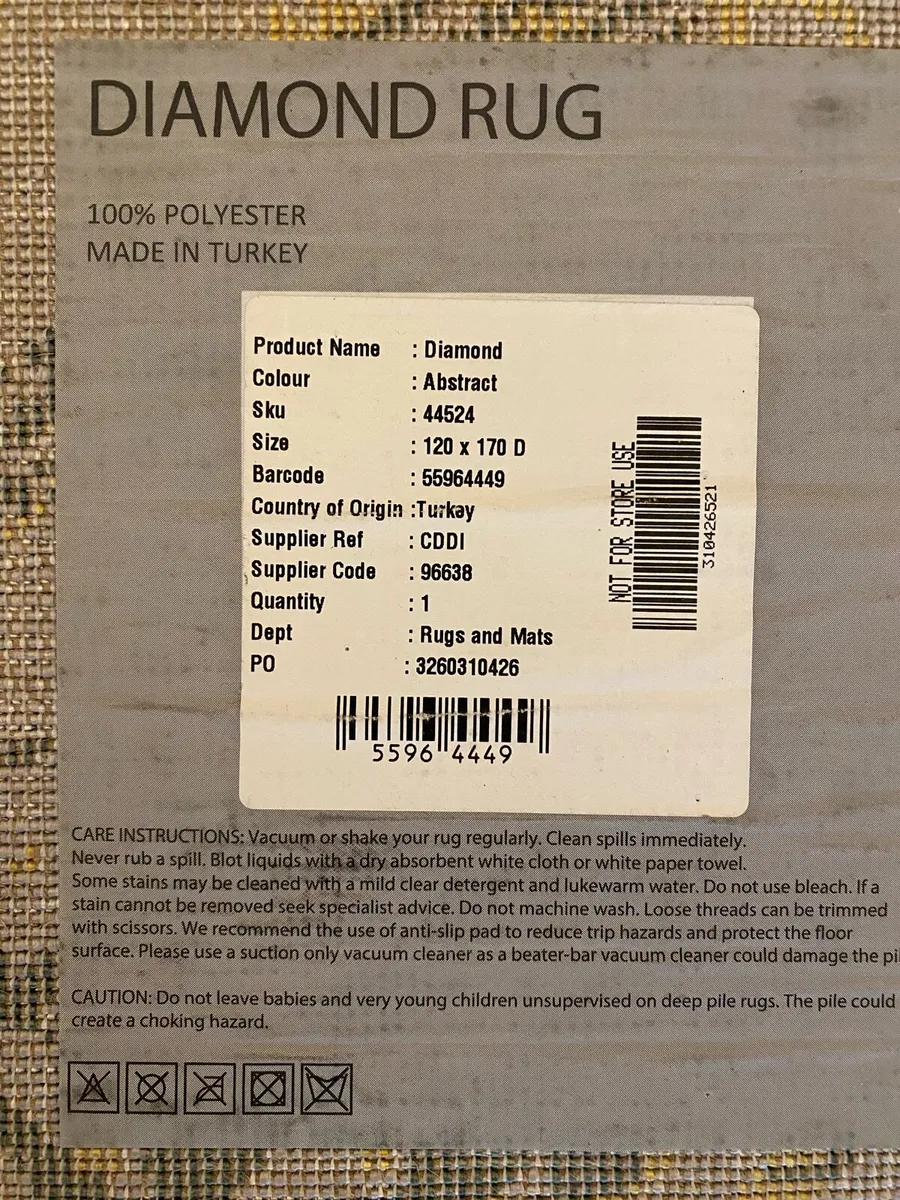 DIAMOND RUG
100% POLYESTER
MADE IN TURKEY
Product Name : Diamond
Colour : Abstract
Sku : 44524
Size : 120 x 170 D
Barcode : 55964449
Country of Origin :Turkey
Supplier Ref : CDDI
Supplier Code : 96638
Quantity : 1
Dept : Rugs and Mats
PO : 3260310426
5596 4449
NOT FOR STORE USE
310426521
CARE INSTRUCTIONS: Vacuum or shake your rug regularly. Clean spills immediately.
Never rub a spill. Blot liquids with a dry absorbent white cloth or white paper towel.
Some stains may be cleaned with a mild clear detergent and lukewarm water. Do not use bleach. If a
stain cannot be removed seek specialist advice. Do not machine wash. Loose threads can be trimmed
with scissors. We recommend the use of anti-slip pad to reduce trip hazards and protect the floor
surface. Please use a suction only vacuum cleaner as a beater-bar vacuum cleaner could damage the
CAUTION: Do not leave babies and very young children unsupervised on deep pile rugs. The pile could
create a choking hazard.